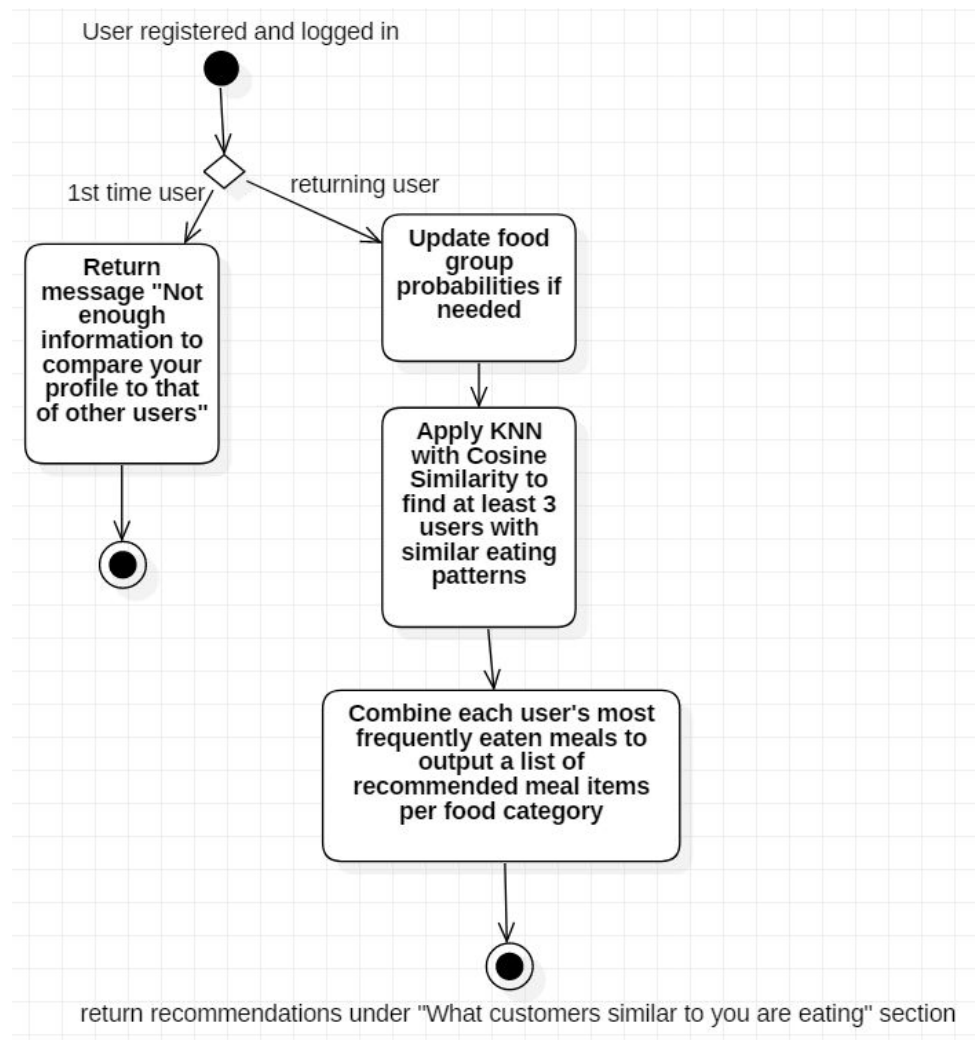 User registered and logged in
1st time user
returning user
Return
message "Not
enough
information to
compare your
profile to that
of other users"
Update food
group
probabilities if
needed
Apply KNN
with Cosine
Similarity to
find at least 3
users with
similar eating
patterns
Combine each user's most
frequently eaten meals to
output a list of
recommended meal items
per food category
return recommendations under "What customers similar to you are eating" section